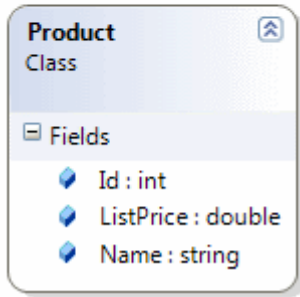 Product
Class
Fields
Id : int
ListPrice : double
Name : string